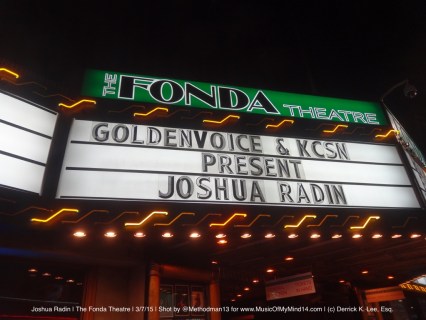 THE FONDA THEATRE
GOLDENVOICE & KCSN
PRESENT
JOSHUA RADIN
Joshua Radin | The Fonda Theatre | 3/7/15 | Shot by @Methodman13 for www.MusicOfMyMind14.com | (c) Derrick K. Lee, Esq.